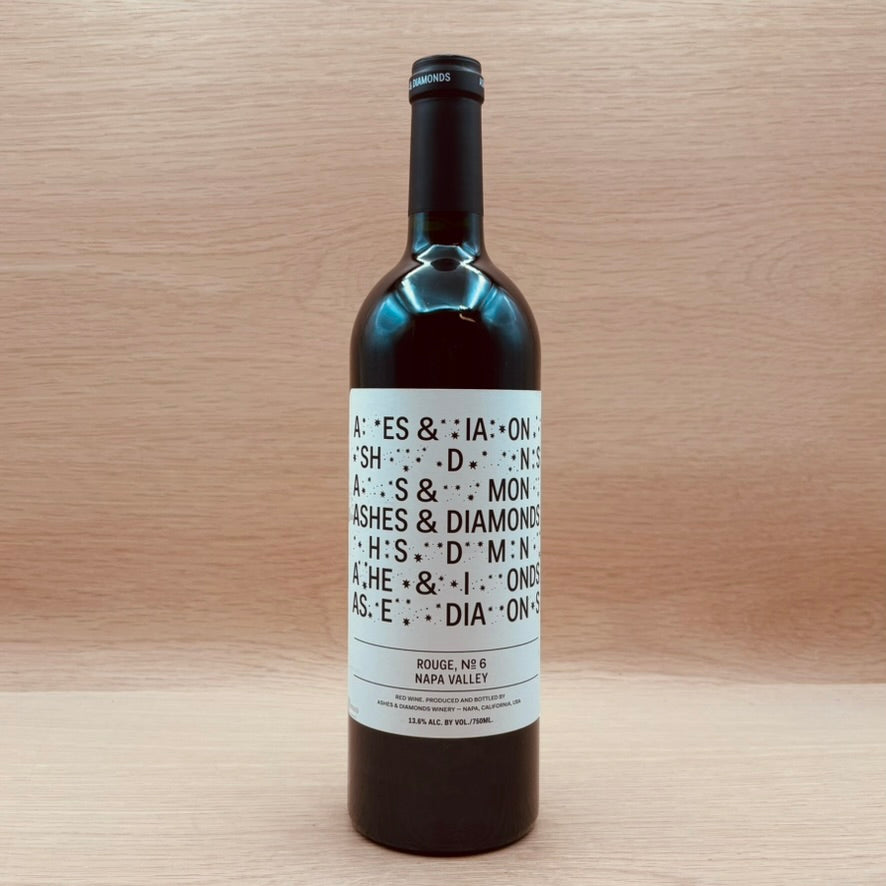 & DIAMONDS
A ES & IA ON
SH D N S
A S & MON
ASHES & DIAMONDS
H S D M N
A HE & I ONDS
AS E DIA ON S
ROUGE, Nº 6
NAPA VALLEY
RED WINE. PRODUCED AND BOTTLED BY
ASHES & DIAMONDS WINERY — NAPA, CALIFORNIA, USA
13.6% ALC. BY VOL./750ML.